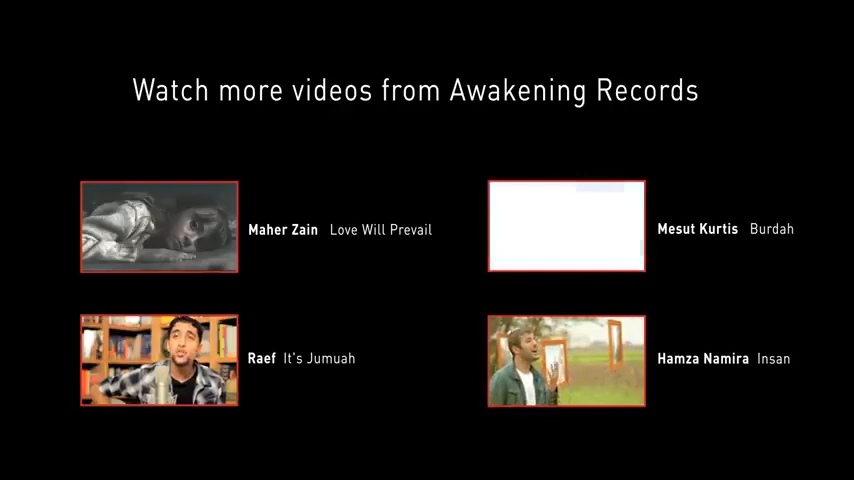 Watch more videos from Awakening Records
Maher Zain Love Will Prevail
Mesut Kurtis Burdah
Raef It's Jumuah
Hamza Namira Insan